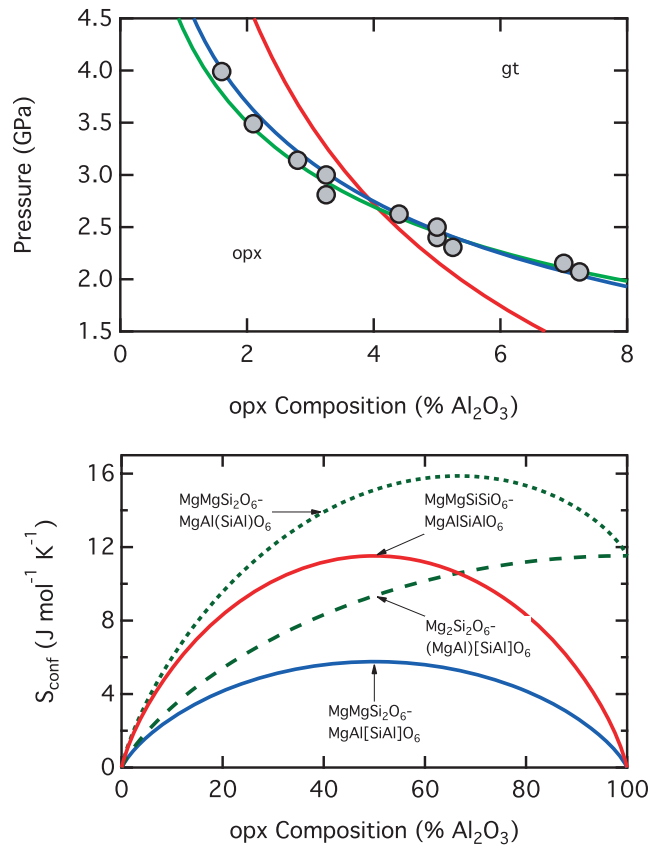 4.5
4.0
3.5
3.0
2.5
2.0
1.5
Pressure (GPa)
gt
opx
0 2 4 6 8
opx Composition (% Al₂O₃)
16
12
8
4
0
S_conf (J mol⁻¹ K⁻¹)
MgMgSi₂O₆-
MgAl(SiAl)O₆
MgMgSiSiO₆-
MgAlSiAlO₆
Mg₂Si₂O₆-
(MgAl)[SiAl]O₆
MgMgSi₂O₆-
MgAl[SiAl]O₆
0 20 40 60 80 100
opx Composition (% Al₂O₃)